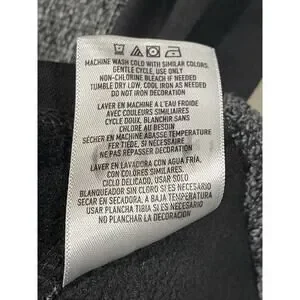 MACHINE WASH COLD WITH SIMILAR COLORS,
GENTLE CYCLE, USE ONLY
NON-CHLORINE BLEACH IF NEEDED
TUMBLE DRY LOW, COOL IRON AS NEEDED
DO NOT IRON DECORATION
LAVER EN MACHINE A L'EAU FROIDE
AVEC COULEURS SIMILIAIRES
CYCLE DOUX, BLANCHIR SANS
CHLORE AU BESOIN
SÉCHER EN MACHINE ABASSE TEMPERATURE
FER TIEDE, SI NECESSAIRE
NE PAS REPASSER DECORATION
LAVAR EN LAVADORA CON AGUA FRIA,
CON COLORES SIMILARES.
CICLO DELICADO, USAR SOLO
BLANQUEADOR SIN CLORO SI ES NECESARIO
SECAR EN SECADORA, A BAJA TEMPERATURA
USAR PLANCHA TIBIA SI ES NECESARIO
NO PLANCHAR LA DECORACIÓN